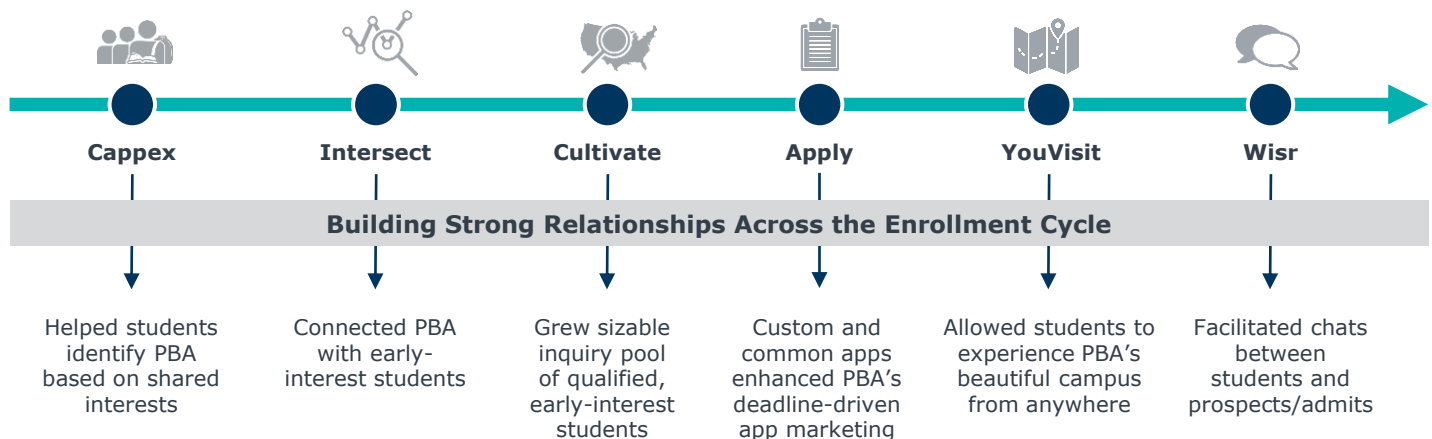 Cappex
Intersect
Cultivate
Apply
YouVisit
Wisr
Building Strong Relationships Across the Enrollment Cycle
Helped students
identify PBA
based on shared
interests
Connected PBA
with early-
interest students
Grew sizable
inquiry pool
of qualified,
early-interest
students
Custom and
common apps
enhanced PBA’s
deadline-driven
app marketing
Allowed students to
experience PBA’s
beautiful campus
from anywhere
Facilitated chats
between
students and
prospects/admits